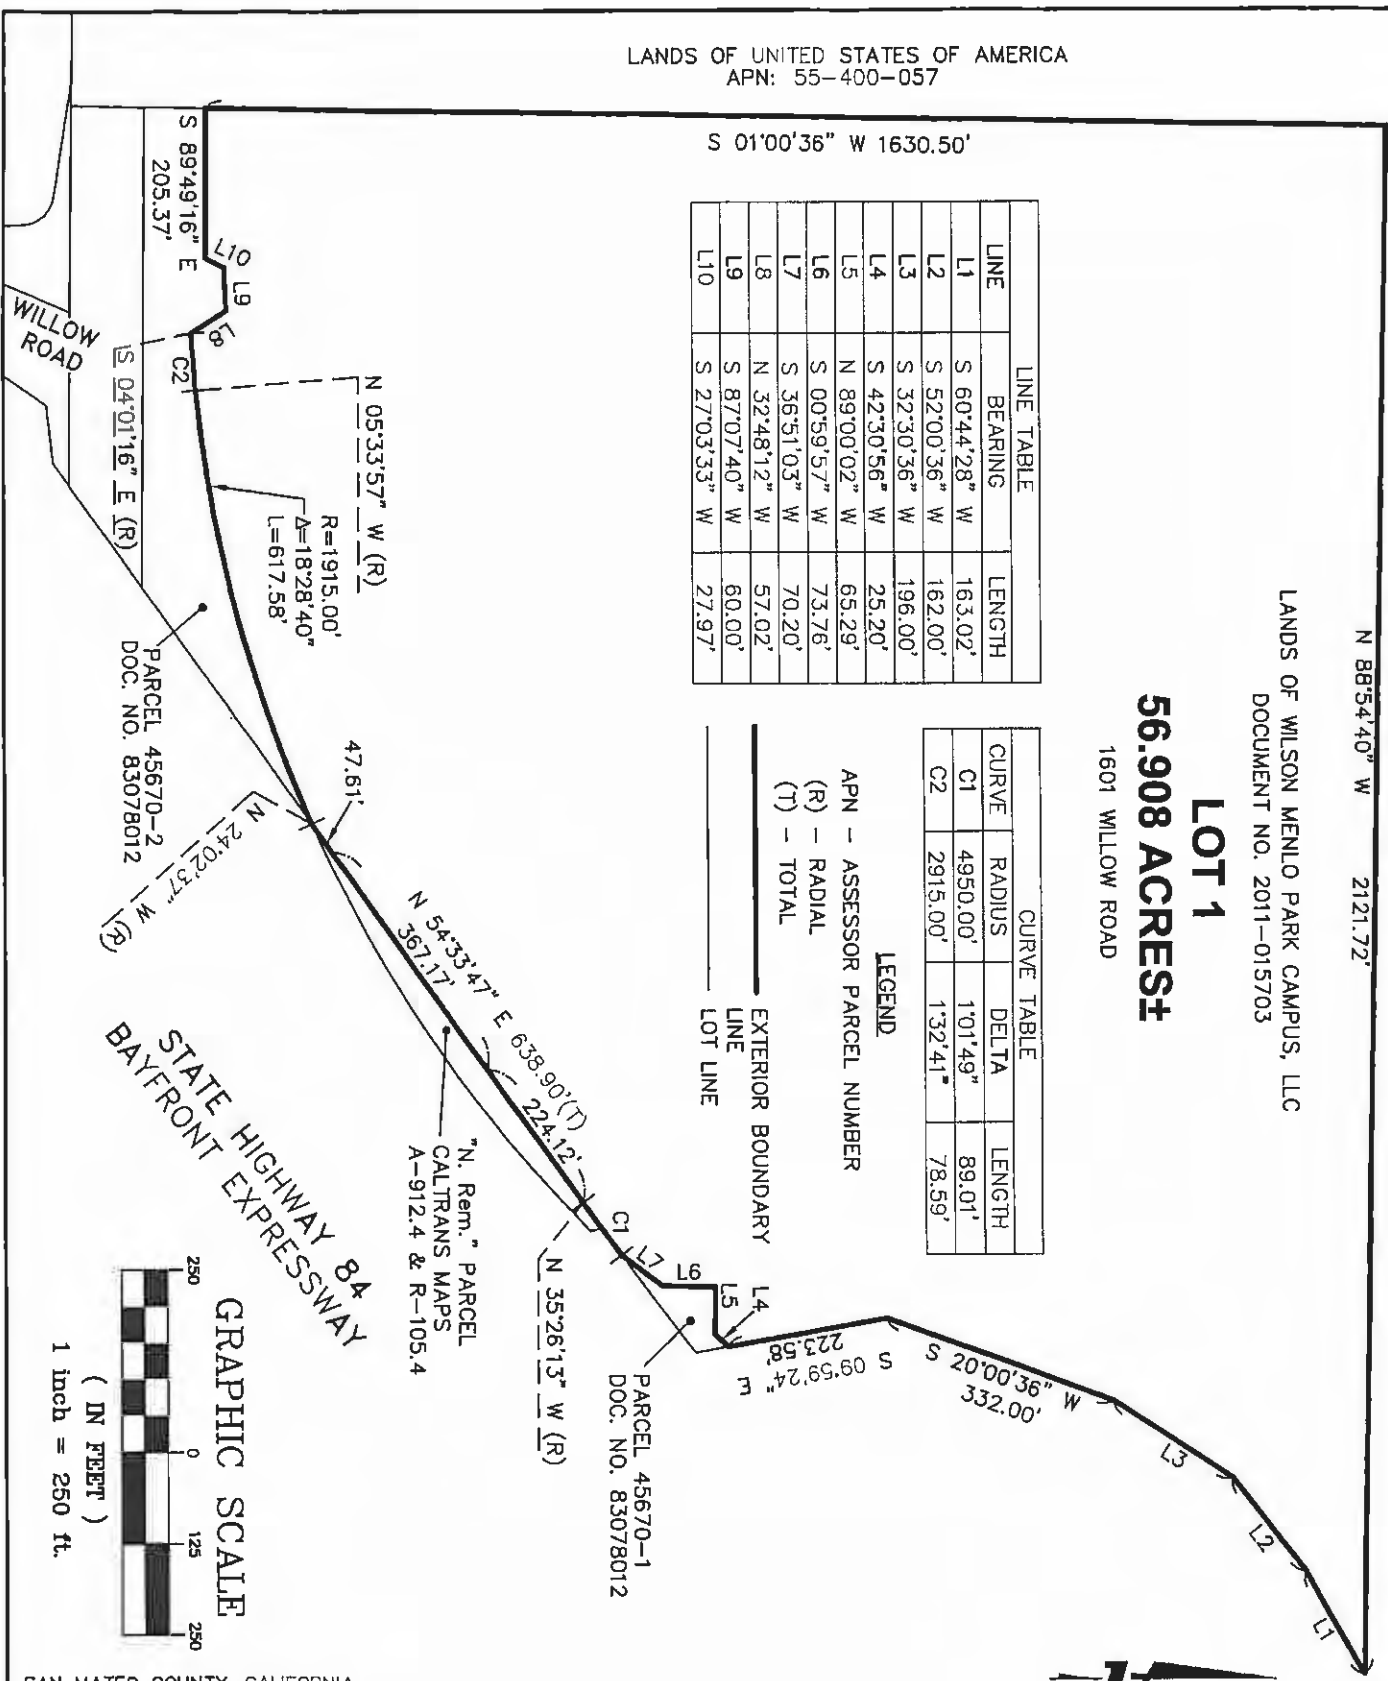 LANDS OF UNITED STATES OF AMERICA
APN: 55-400-057
S 01°00'36" W 1630.50'
N 88°54'40" W 2121.72'
LANDS OF WILSON MENLO PARK CAMPUS, LLC
DOCUMENT NO. 2011-015703
LOT 1
56.908 ACRES±
1601 WILLOW ROAD
LINE TABLE
LINE BEARING LENGTH
L1 S 60°44'28" W 163.02'
L2 S 52°00'36" W 162.00'
L3 S 32°30'36" W 196.00'
L4 S 42°30'56" W 25.20'
L5 N 89°00'02" W 65.29'
L6 S 00°59'57" W 73.76'
L7 S 36°51'03" W 70.20'
L8 N 32°48'12" W 57.02'
L9 S 87°07'40" W 60.00'
L10 S 27°03'33" W 27.97'
CURVE TABLE
CURVE RADIUS DELTA LENGTH
C1 4950.00' 1°01'49" 89.01'
C2 2915.00' 1°32'41" 78.59'
LEGEND
APN - ASSESSOR PARCEL NUMBER
(R) - RADIAL
(T) - TOTAL
EXTERIOR BOUNDARY
LINE
LOT LINE
S 89°49'16" E
205.37'
L10
L9
L8
C2
WILLOW
ROAD
S 04°01'16" E (R)
N 05°33'57" W (R)
R=1915.00'
Δ=18°28'40"
L=617.58'
PARCEL 45670-2
DOC. NO. 83078012
47.61'
N 24°02'37" W (R)
N 54°33'47" E 638.90'(T)
367.17'
224.12'
"N. Rem." PARCEL
CALTRANS MAPS
A-912.4 & R-105.4
STATE HIGHWAY 84
BAYFRONT EXPRESSWAY
C1
L7
L6
L5
L4
N 35°26'13" W (R)
PARCEL 45670-1
DOC. NO. 83078012
S 09°59'24" E
223.58'
S 20°00'36" W
332.00'
L3
L2
L1
GRAPHIC SCALE
250 0 125 250
( IN FEET )
1 inch = 250 ft.
SAN MATEO COUNTY, CALIFORNIA